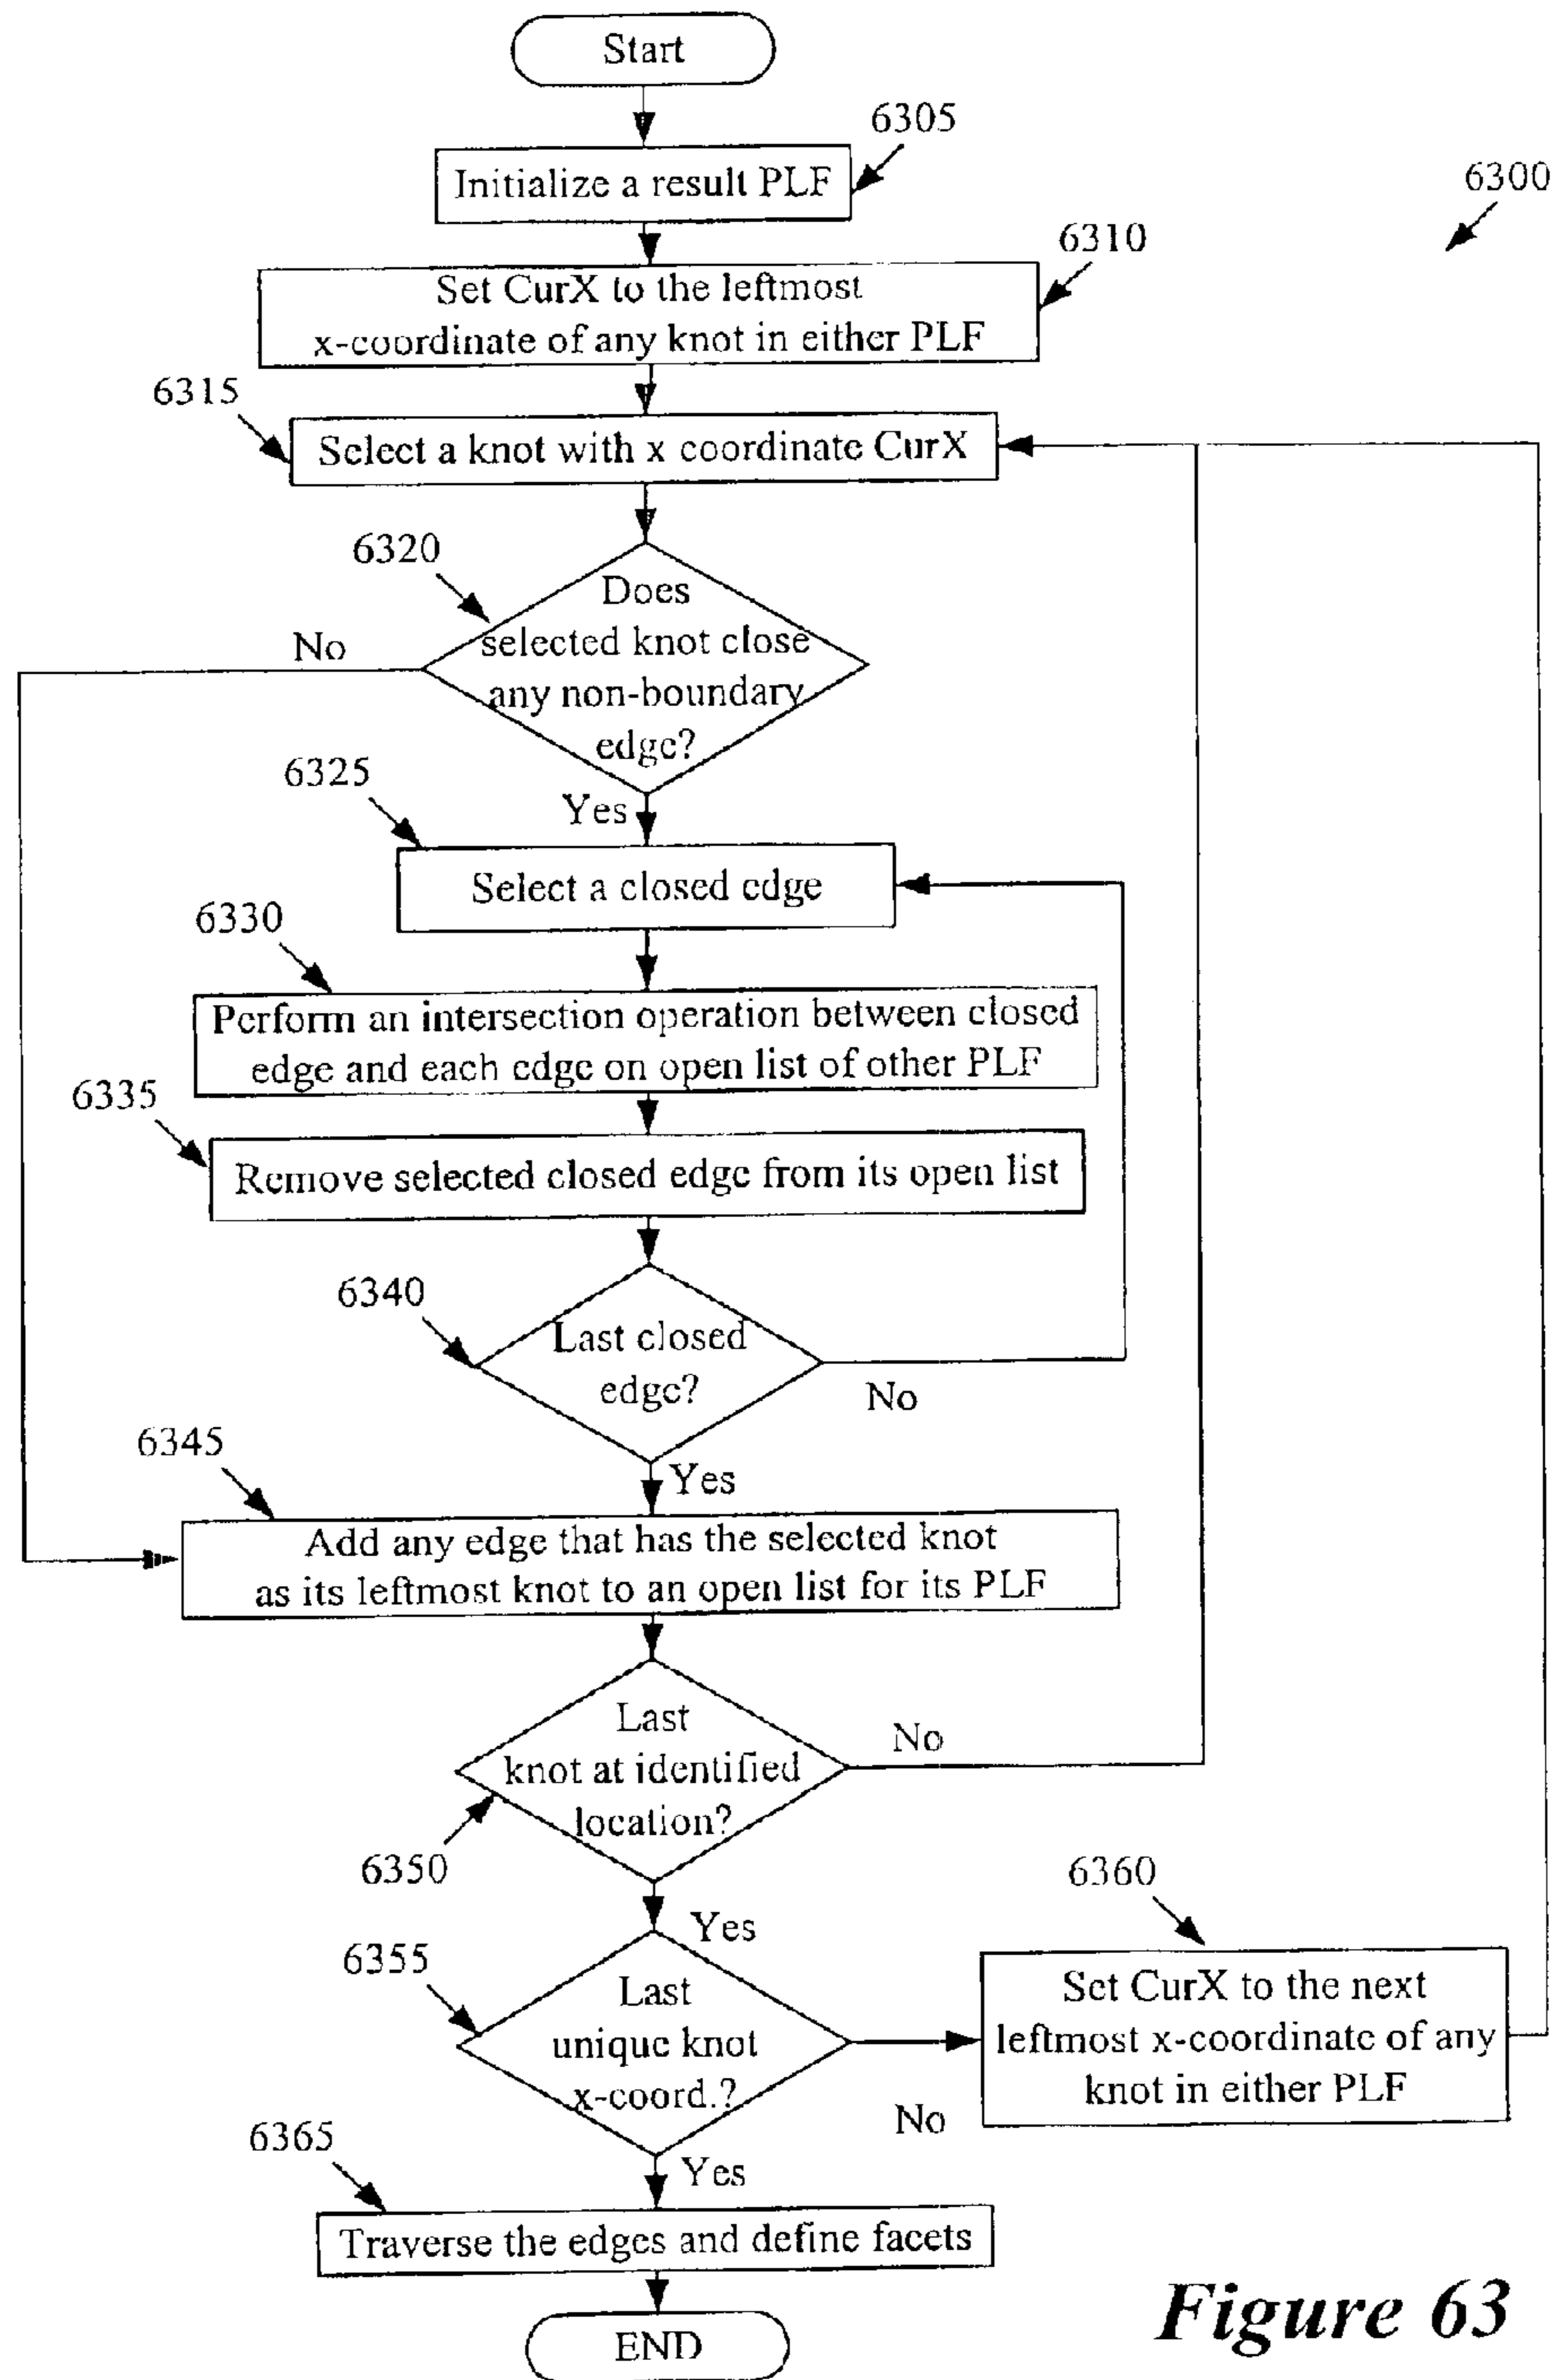 Start
6305
Initialize a result PLF
6300
6310
Set CurX to the leftmost
x-coordinate of any knot in either PLF
6315
Select a knot with x coordinate CurX
6320
Does
selected knot close
any non-boundary
edge?
No
6325
Yes
Select a closed edge
6330
Perform an intersection operation between closed
edge and each edge on open list of other PLF
6335
Remove selected closed edge from its open list
6340
Last closed
edge?
No
6345
Yes
Add any edge that has the selected knot
as its leftmost knot to an open list for its PLF
Last
knot at identified
location?
No
6350
6360
Yes
6355
Last
unique knot
x-coord.?
Set CurX to the next
leftmost x-coordinate of any
knot in either PLF
No
6365
Yes
Traverse the edges and define facets
END
Figure 63